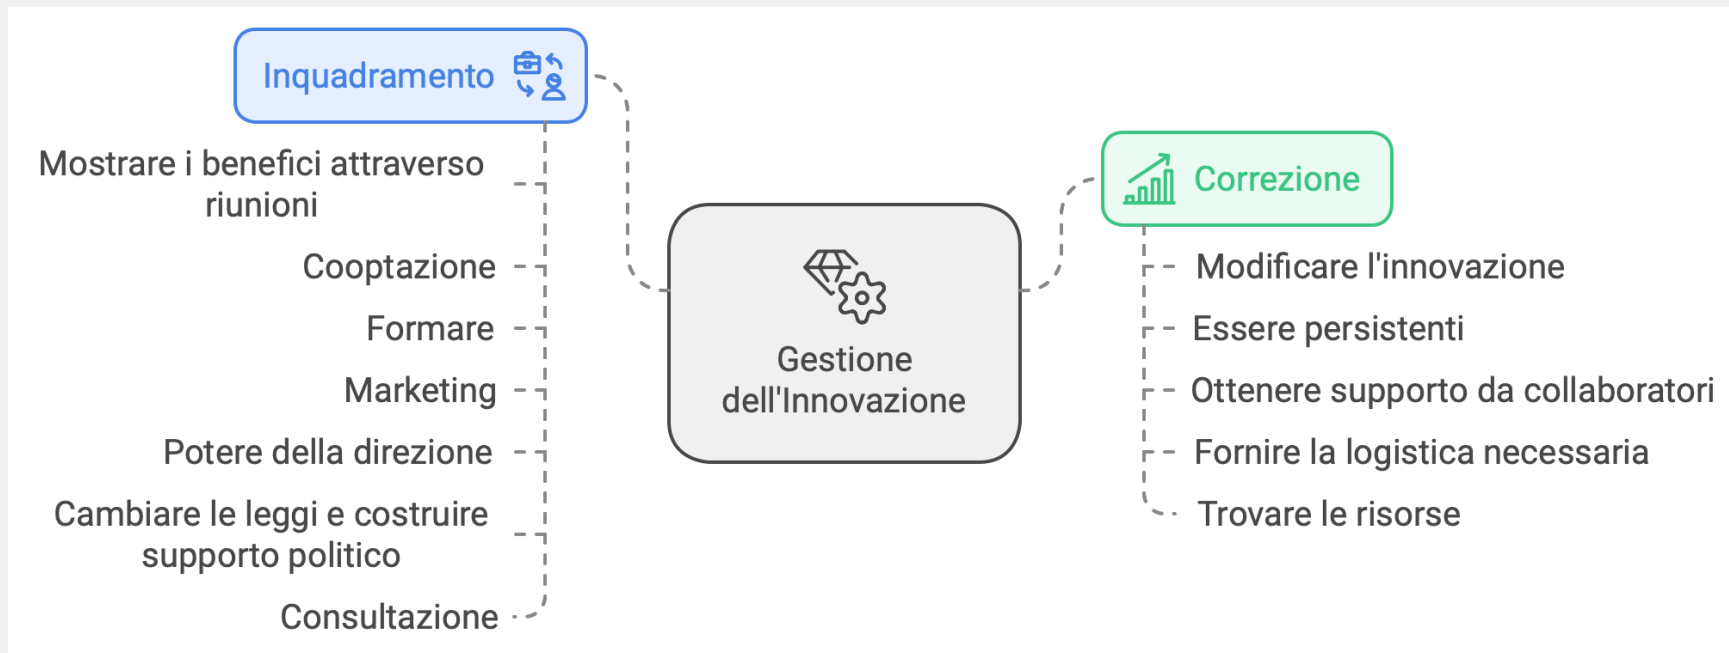 Inquadramento
Mostrare i benefici attraverso
riunioni
Cooptazione
Formare
Marketing
Potere della direzione
Cambiare le leggi e costruire
supporto politico
Consultazione
Gestione
dell'Innovazione
Correzione
Modificare l'innovazione
Essere persistenti
Ottenere supporto da collaboratori
Fornire la logistica necessaria
Trovare le risorse